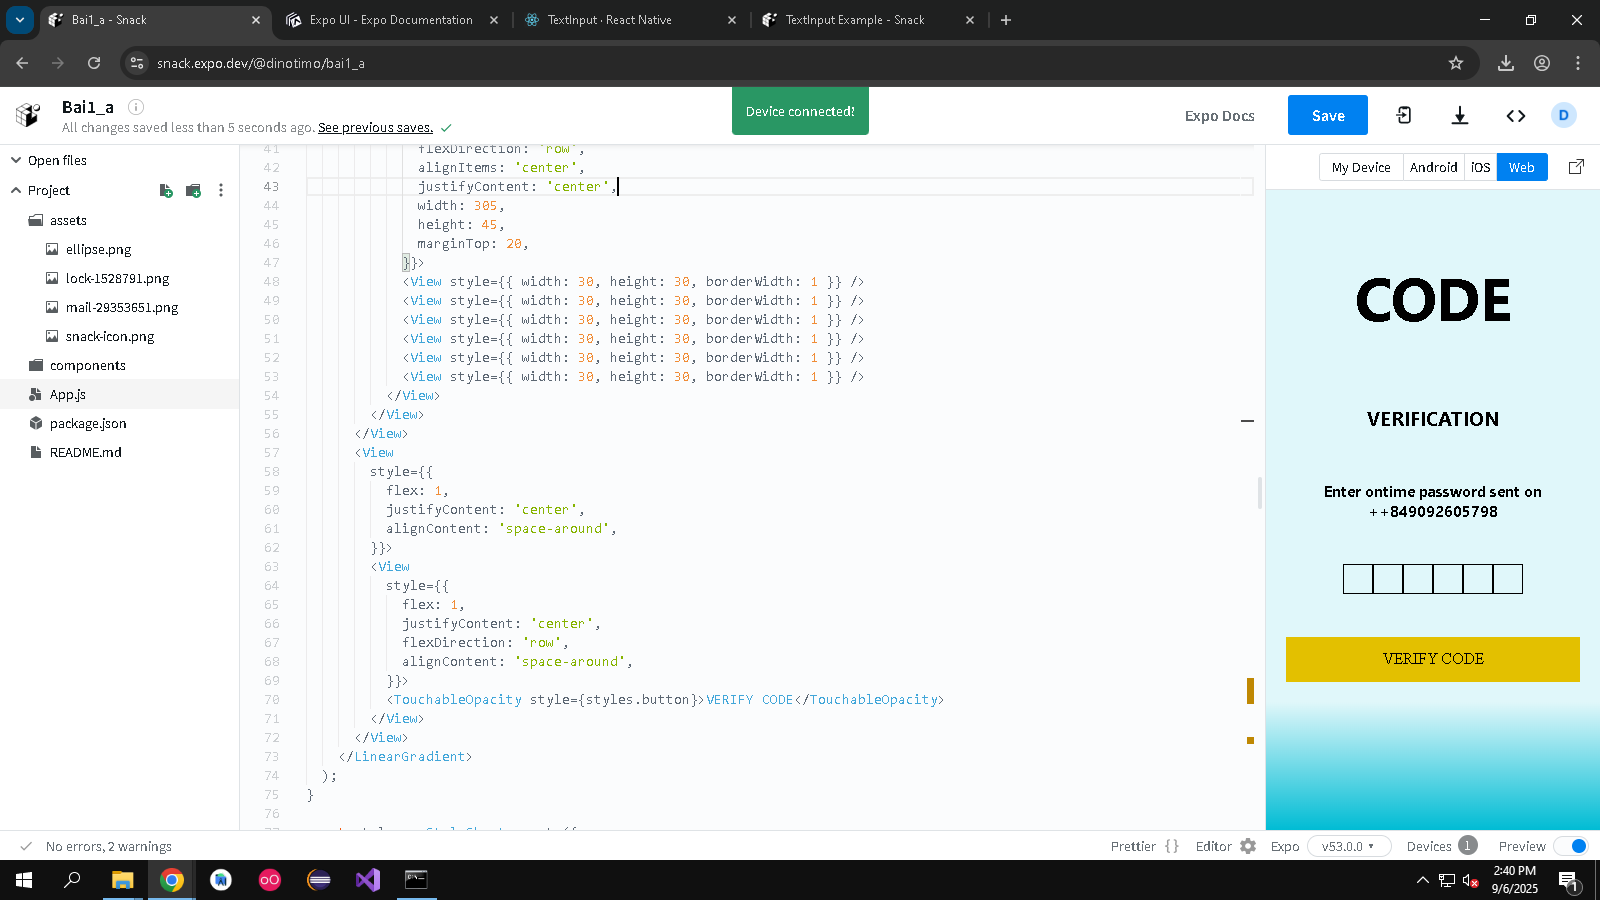 Bai1_a - Snack
Expo UI - Expo Documentation
TextInput · React Native
TextInput Example - Snack
snack.expo.dev/@dinotimo/bai1_a
Bai1_a
All changes saved less than 5 seconds ago. See previous saves.
Device connected!
Expo Docs
Save
D
Open files
Project
assets
ellipse.png
lock-1528791.png
mail-29353651.png
snack-icon.png
components
App.js
package.json
README.md
41 flexDirection: 'row',
42 alignItems: 'center',
43 justifyContent: 'center',
44 width: 305,
45 height: 45,
46 marginTop: 20,
47 }}>
48 <View style={{ width: 30, height: 30, borderWidth: 1 }} />
49 <View style={{ width: 30, height: 30, borderWidth: 1 }} />
50 <View style={{ width: 30, height: 30, borderWidth: 1 }} />
51 <View style={{ width: 30, height: 30, borderWidth: 1 }} />
52 <View style={{ width: 30, height: 30, borderWidth: 1 }} />
53 <View style={{ width: 30, height: 30, borderWidth: 1 }} />
54 </View>
55 </View>
56 </View>
57 <View
58 style={{
59 flex: 1,
60 justifyContent: 'center',
61 alignContent: 'space-around',
62 }}>
63 <View
64 style={{
65 flex: 1,
66 justifyContent: 'center',
67 flexDirection: 'row',
68 alignContent: 'space-around',
69 }}>
70 <TouchableOpacity style={styles.button}>VERIFY CODE</TouchableOpacity>
71 </View>
72 </View>
73 </LinearGradient>
74 );
75 }
76
My Device
Android
iOS
Web
CODE
VERIFICATION
Enter ontime password sent on
++849092605798
VERIFY CODE
No errors, 2 warnings
Prettier { }
Editor
Expo
v53.0.0
Devices 1
Preview
2:40 PM
9/6/2025
1